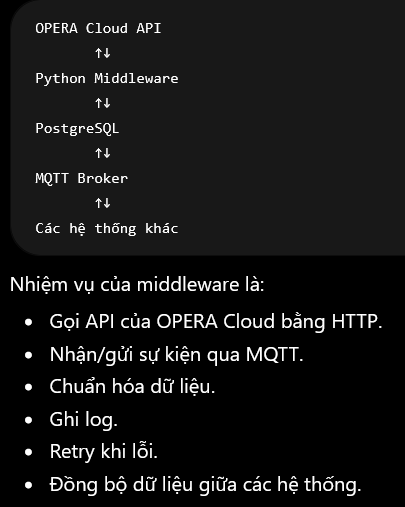 OPERA Cloud API
↑↓
Python Middleware
↑↓
PostgreSQL
↑↓
MQTT Broker
↑↓
Các hệ thống khác
Nhiệm vụ của middleware là:
• Gọi API của OPERA Cloud bằng HTTP.
• Nhận/gửi sự kiện qua MQTT.
• Chuẩn hóa dữ liệu.
• Ghi log.
• Retry khi lỗi.
• Đồng bộ dữ liệu giữa các hệ thống.